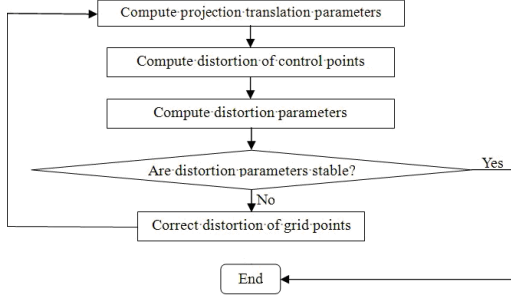 Compute projection translation parameters
Compute distortion of control points
Compute distortion parameters
Are distortion parameters stable?
Yes
No
Correct distortion of grid points
End